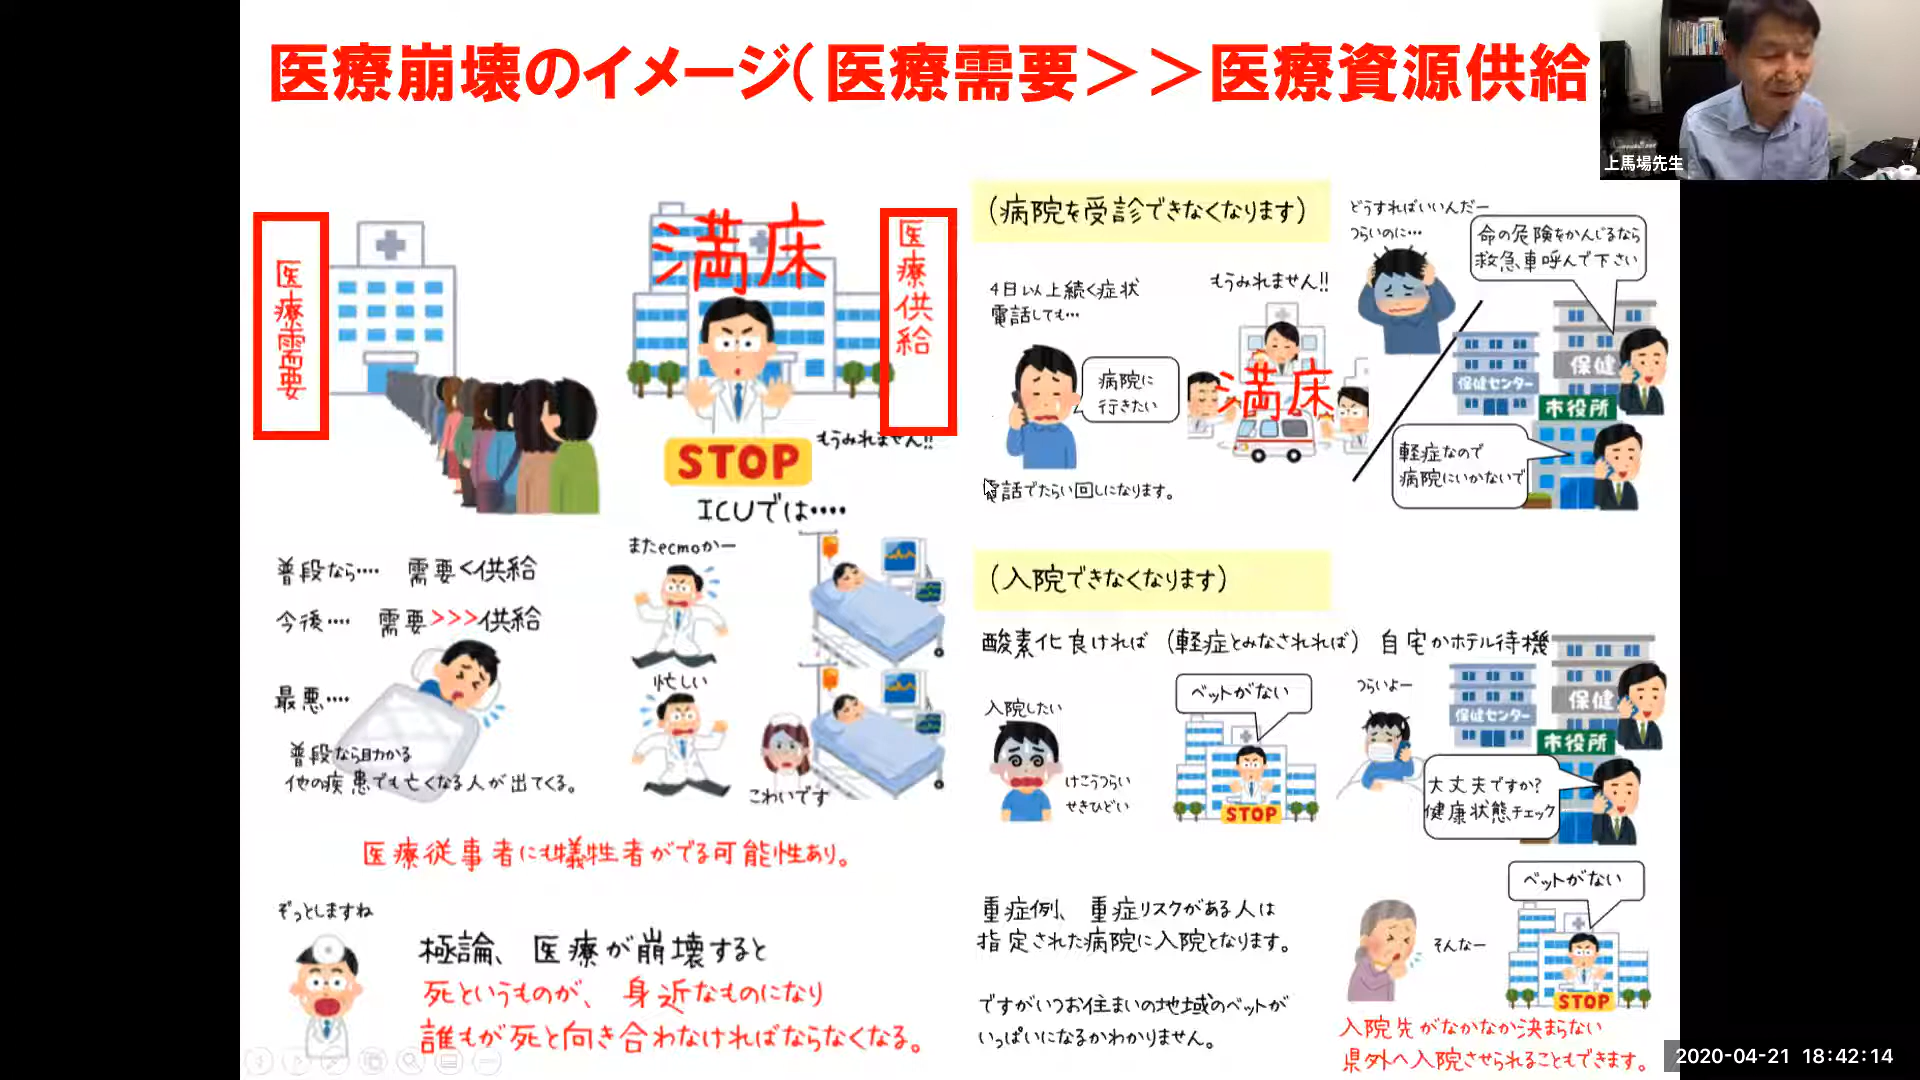 医療崩壊のイメージ(医療需要>>医療資源供給
上馬場先生
医療需要
満床
医療供給
もうみれません!!
STOP
ICUでは‥‥
普段なら‥‥ 需要<供給
今後‥‥ 需要>>>供給
最悪‥‥
普段なら助かる
他の疾患でも亡くなる人が出てくる。
またecmoかー
忙しい
こわいです
医療従事者にも犠牲者がでる可能性あり。
ぞっとしますね
極論、医療が崩壊すると
死というものが、身近なものになり
誰もが死と向き合わなければならなくなる。
(病院を受診できなくなります)
4日以上続く症状
電話しても…
病院に
行きたい
もうみれません!!
満床
電話でたらい回しになります。
どうすればいいんだー
つらいのに…
命の危険をかんじるなら
救急車呼んで下さい
保健
保健センター
市役所
軽症なので
病院にいかないで
(入院できなくなります)
酸素化良ければ(軽症とみなされれば)自宅かホテル待機
入院したい
けこうつらい
せきひどい
ベットがない
STOP
つらいよー
保健
保健センター
市役所
大丈夫ですか?
健康状態チェック
重症例、重症リスクがある人は
指定された病院に入院となります。
ですがいつお住まいの地域のベットが
いっぱいになるかわかりません。
そんなー
ベットがない
STOP
入院先がなかなか決まらない
県外へ入院させられることもできます。
2020-04-21 18:42:14